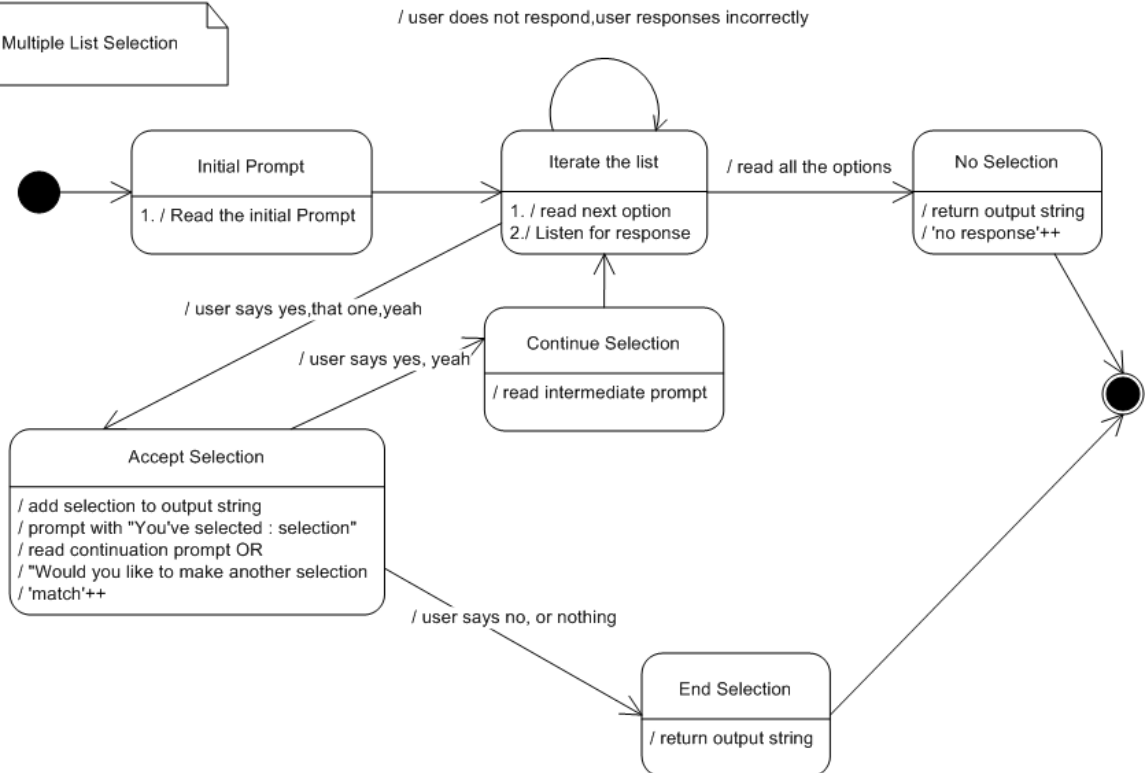 / user does not respond,user responses incorrectly
Multiple List Selection
Initial Prompt
1. / Read the initial Prompt
Iterate the list
1. / read next option
2./ Listen for response
/ read all the options
No Selection
/ return output string
/ 'no response'++
/ user says yes,that one,yeah
/ user says yes, yeah
Continue Selection
/ read intermediate prompt
Accept Selection
/ add selection to output string
/ prompt with "You've selected : selection"
/ read continuation prompt OR
/ "Would you like to make another selection
/ 'match'++
/ user says no, or nothing
End Selection
/ return output string